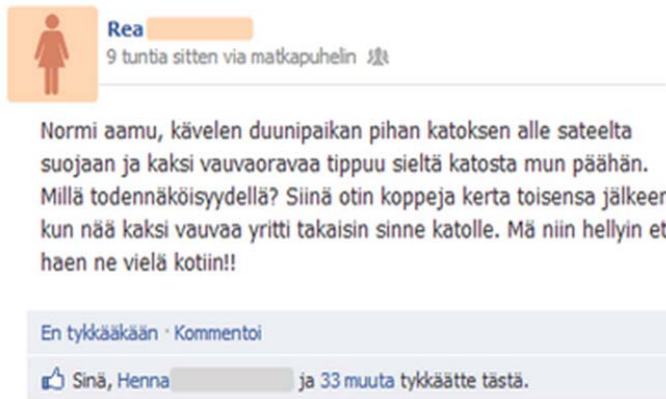 Rea
9 tuntia sitten via matkapuhelin
Normi aamu, kävelen duunipaikan pihan katoksen alle sateelta
suojaan ja kaksi vauvaoravaa tippuu sieltä katosta mun päähän.
Millä todennäköisyydellä? Siinä otin koppeja kerta toisensa jälkeen
kun nää kaksi vauvaa yritti takaisin sinne katolle. Mä niin hellyin et
haen ne vielä kotiin!!
En tykkääkään · Kommentoi
Sinä, Henna ja 33 muuta tykkäätte tästä.